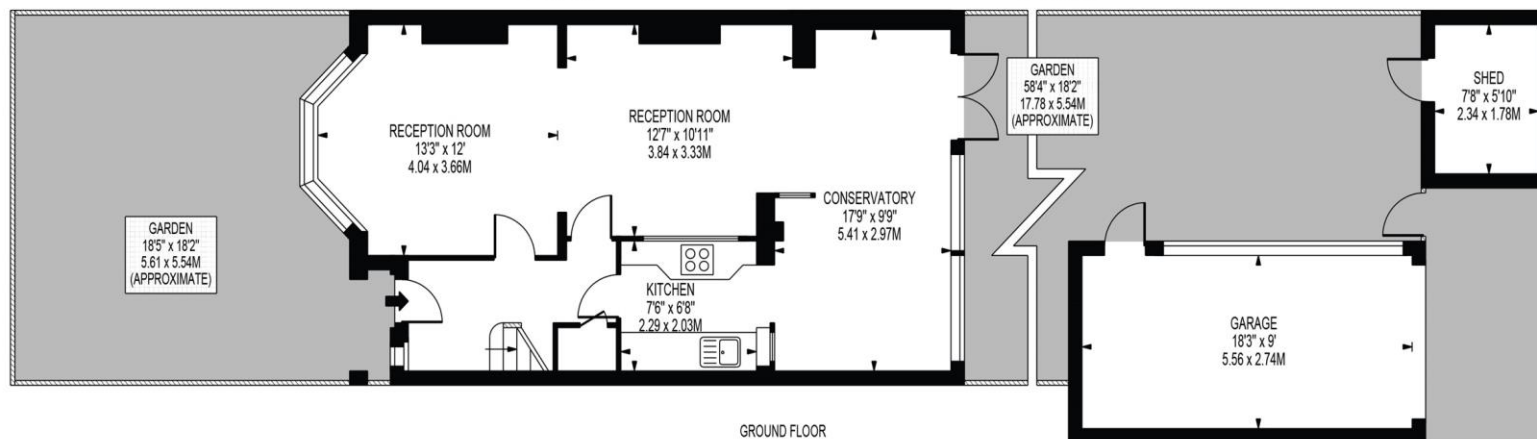 GARDEN
18'5" x 18'2"
5.61 x 5.54M
(APPROXIMATE)
RECEPTION ROOM
13'3" x 12'
4.04 x 3.66M
RECEPTION ROOM
12'7" x 10'11"
3.84 x 3.33M
KITCHEN
7'6" x 6'8"
2.29 x 2.03M
CONSERVATORY
17'9" x 9'9"
5.41 x 2.97M
GARDEN
58'4" x 18'2"
17.78 x 5.54M
(APPROXIMATE)
SHED
7'8" x 5'10"
2.34 x 1.78M
GARAGE
18'3" x 9'
5.56 x 2.74M
GROUND FLOOR